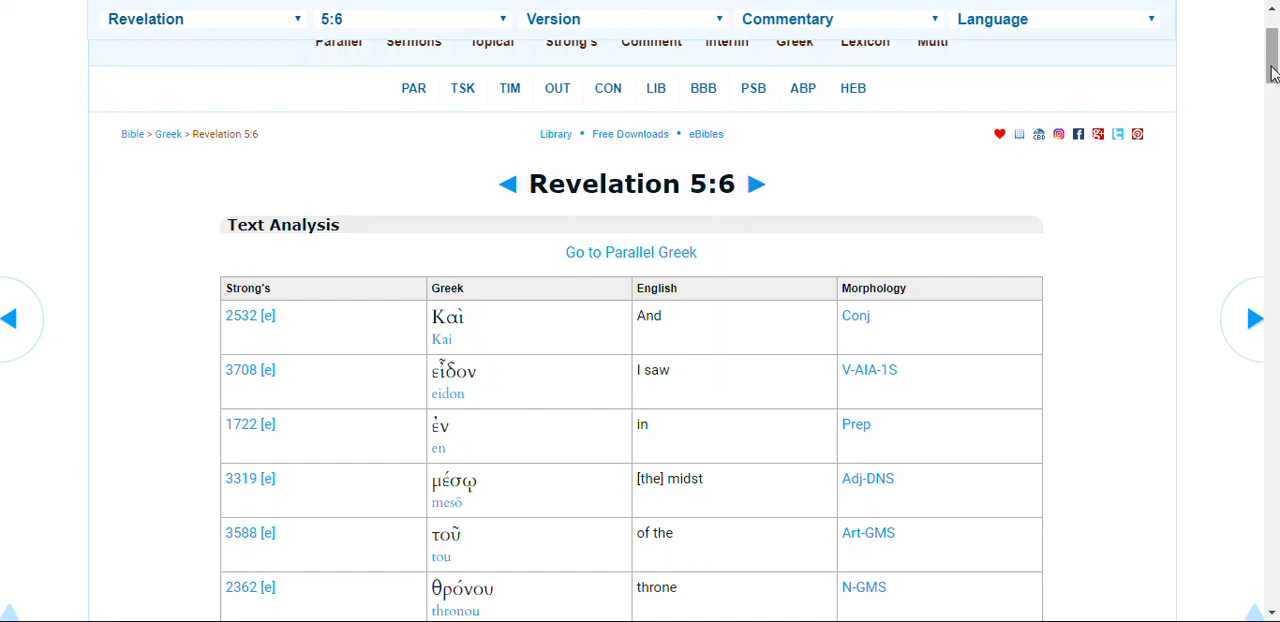 Revelation 5:6 Version Commentary Language
Parallel Sermons Topical Strong's Comment Interlin Greek Lexicon Multi
PAR TSK TIM OUT CON LIB BBB PSB ABP HEB
Bible > Greek > Revelation 5:6 Library • Free Downloads • eBibles
◄ Revelation 5:6 ►
Text Analysis
Go to Parallel Greek
Strong's Greek English Morphology
2532 [e] Καὶ And Conj
Kai
3708 [e] εἶδον I saw V-AIA-1S
eidon
1722 [e] ἐν in Prep
en
3319 [e] μέσῳ [the] midst Adj-DNS
mesō
3588 [e] τοῦ of the Art-GMS
tou
2362 [e] θρόνου throne N-GMS
thronou